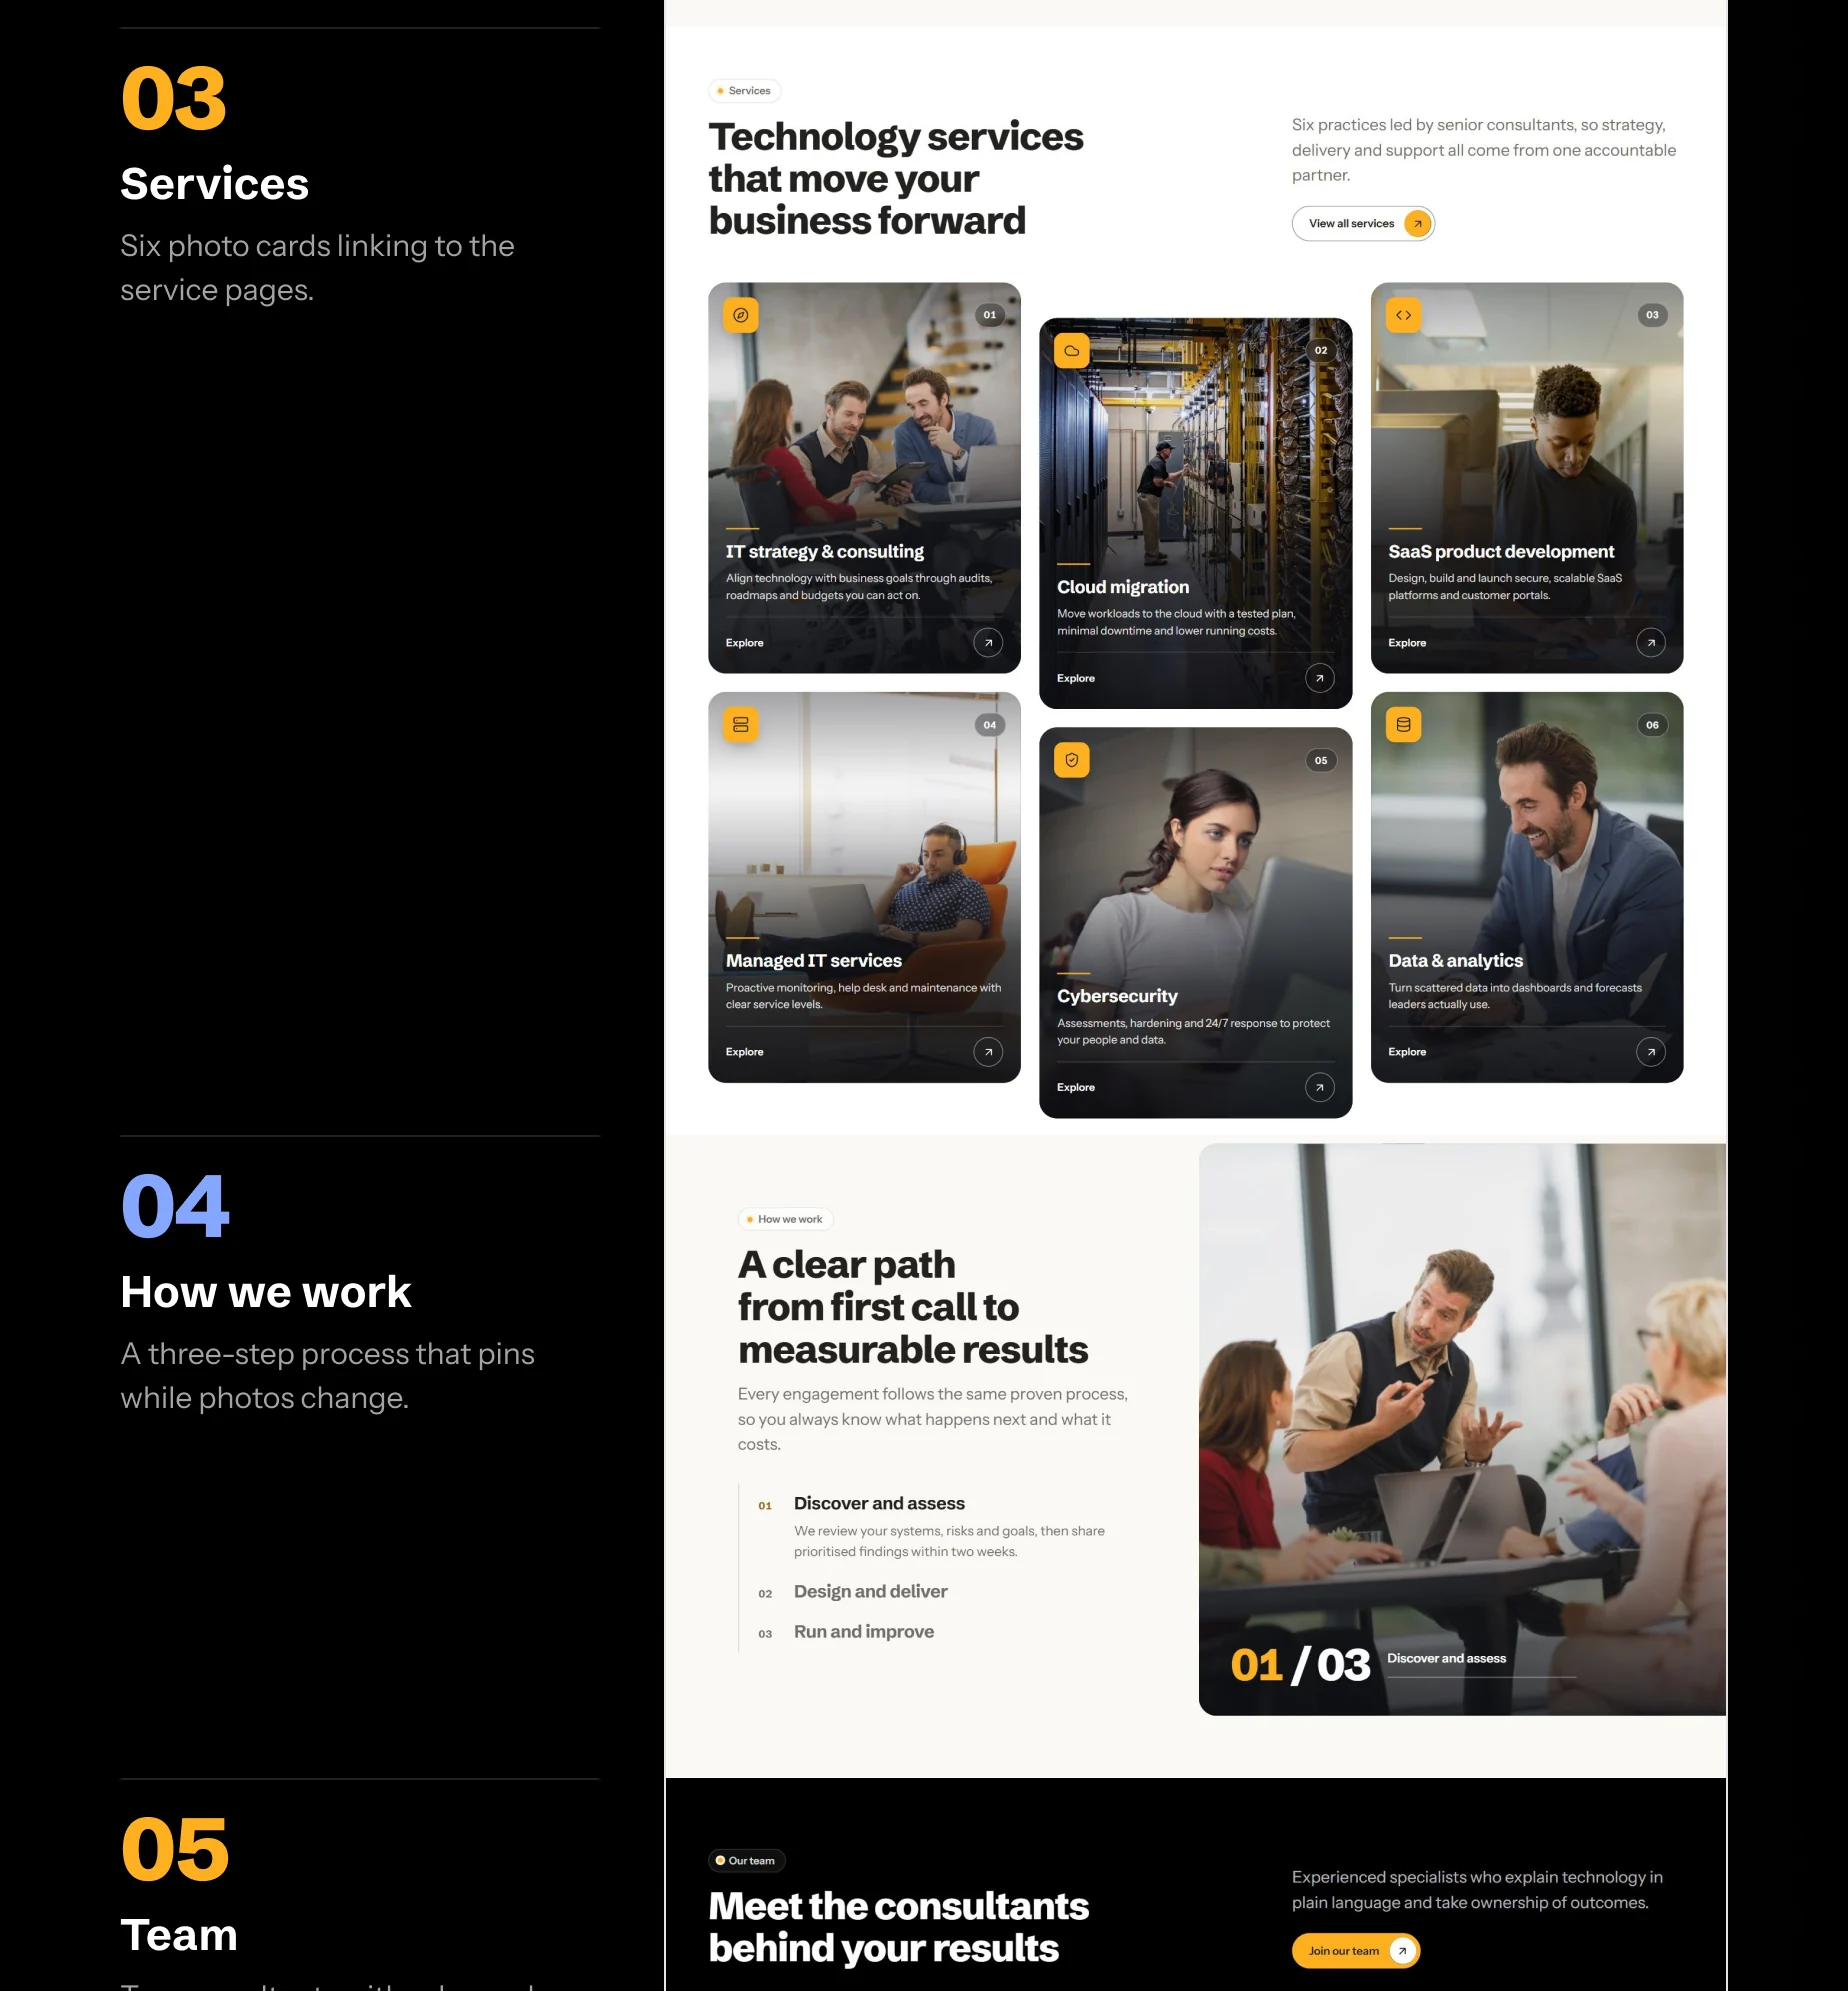 03
Services
Six photo cards linking to the
service pages.
Services
Technology services
that move your
business forward
Six practices led by senior consultants, so strategy,
delivery and support all come from one accountable
partner.
View all services
01
IT strategy & consulting
Align technology with business goals through audits,
roadmaps and budgets you can act on.
Explore
02
Cloud migration
Move workloads to the cloud with a tested plan,
minimal downtime and lower running costs.
Explore
03
SaaS product development
Design, build and launch secure, scalable SaaS
platforms and customer portals.
Explore
04
Managed IT services
Proactive monitoring, help desk and maintenance with
clear service levels.
Explore
05
Cybersecurity
Assessments, hardening and 24/7 response to protect
your people and data.
Explore
06
Data & analytics
Turn scattered data into dashboards and forecasts
leaders actually use.
Explore
04
How we work
A three-step process that pins
while photos change.
How we work
A clear path
from first call to
measurable results
Every engagement follows the same proven process,
so you always know what happens next and what it
costs.
01 Discover and assess
We review your systems, risks and goals, then share
prioritised findings within two weeks.
02 Design and deliver
03 Run and improve
01 / 03 Discover and assess
05
Team
Our team
Meet the consultants
behind your results
Experienced specialists who explain technology in
plain language and take ownership of outcomes.
Join our team